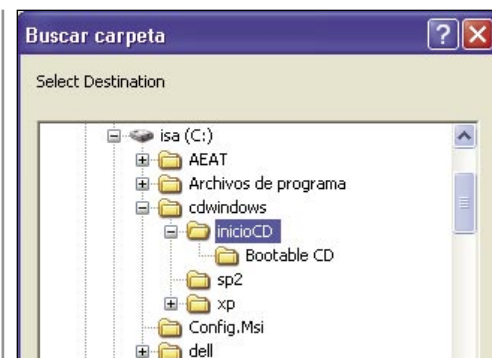 Buscar carpeta
Select Destination
isa (C:)
AEAT
Archivos de programa
cdwindows
inicioCD
Bootable CD
sp2
xp
Config.Msi
dell